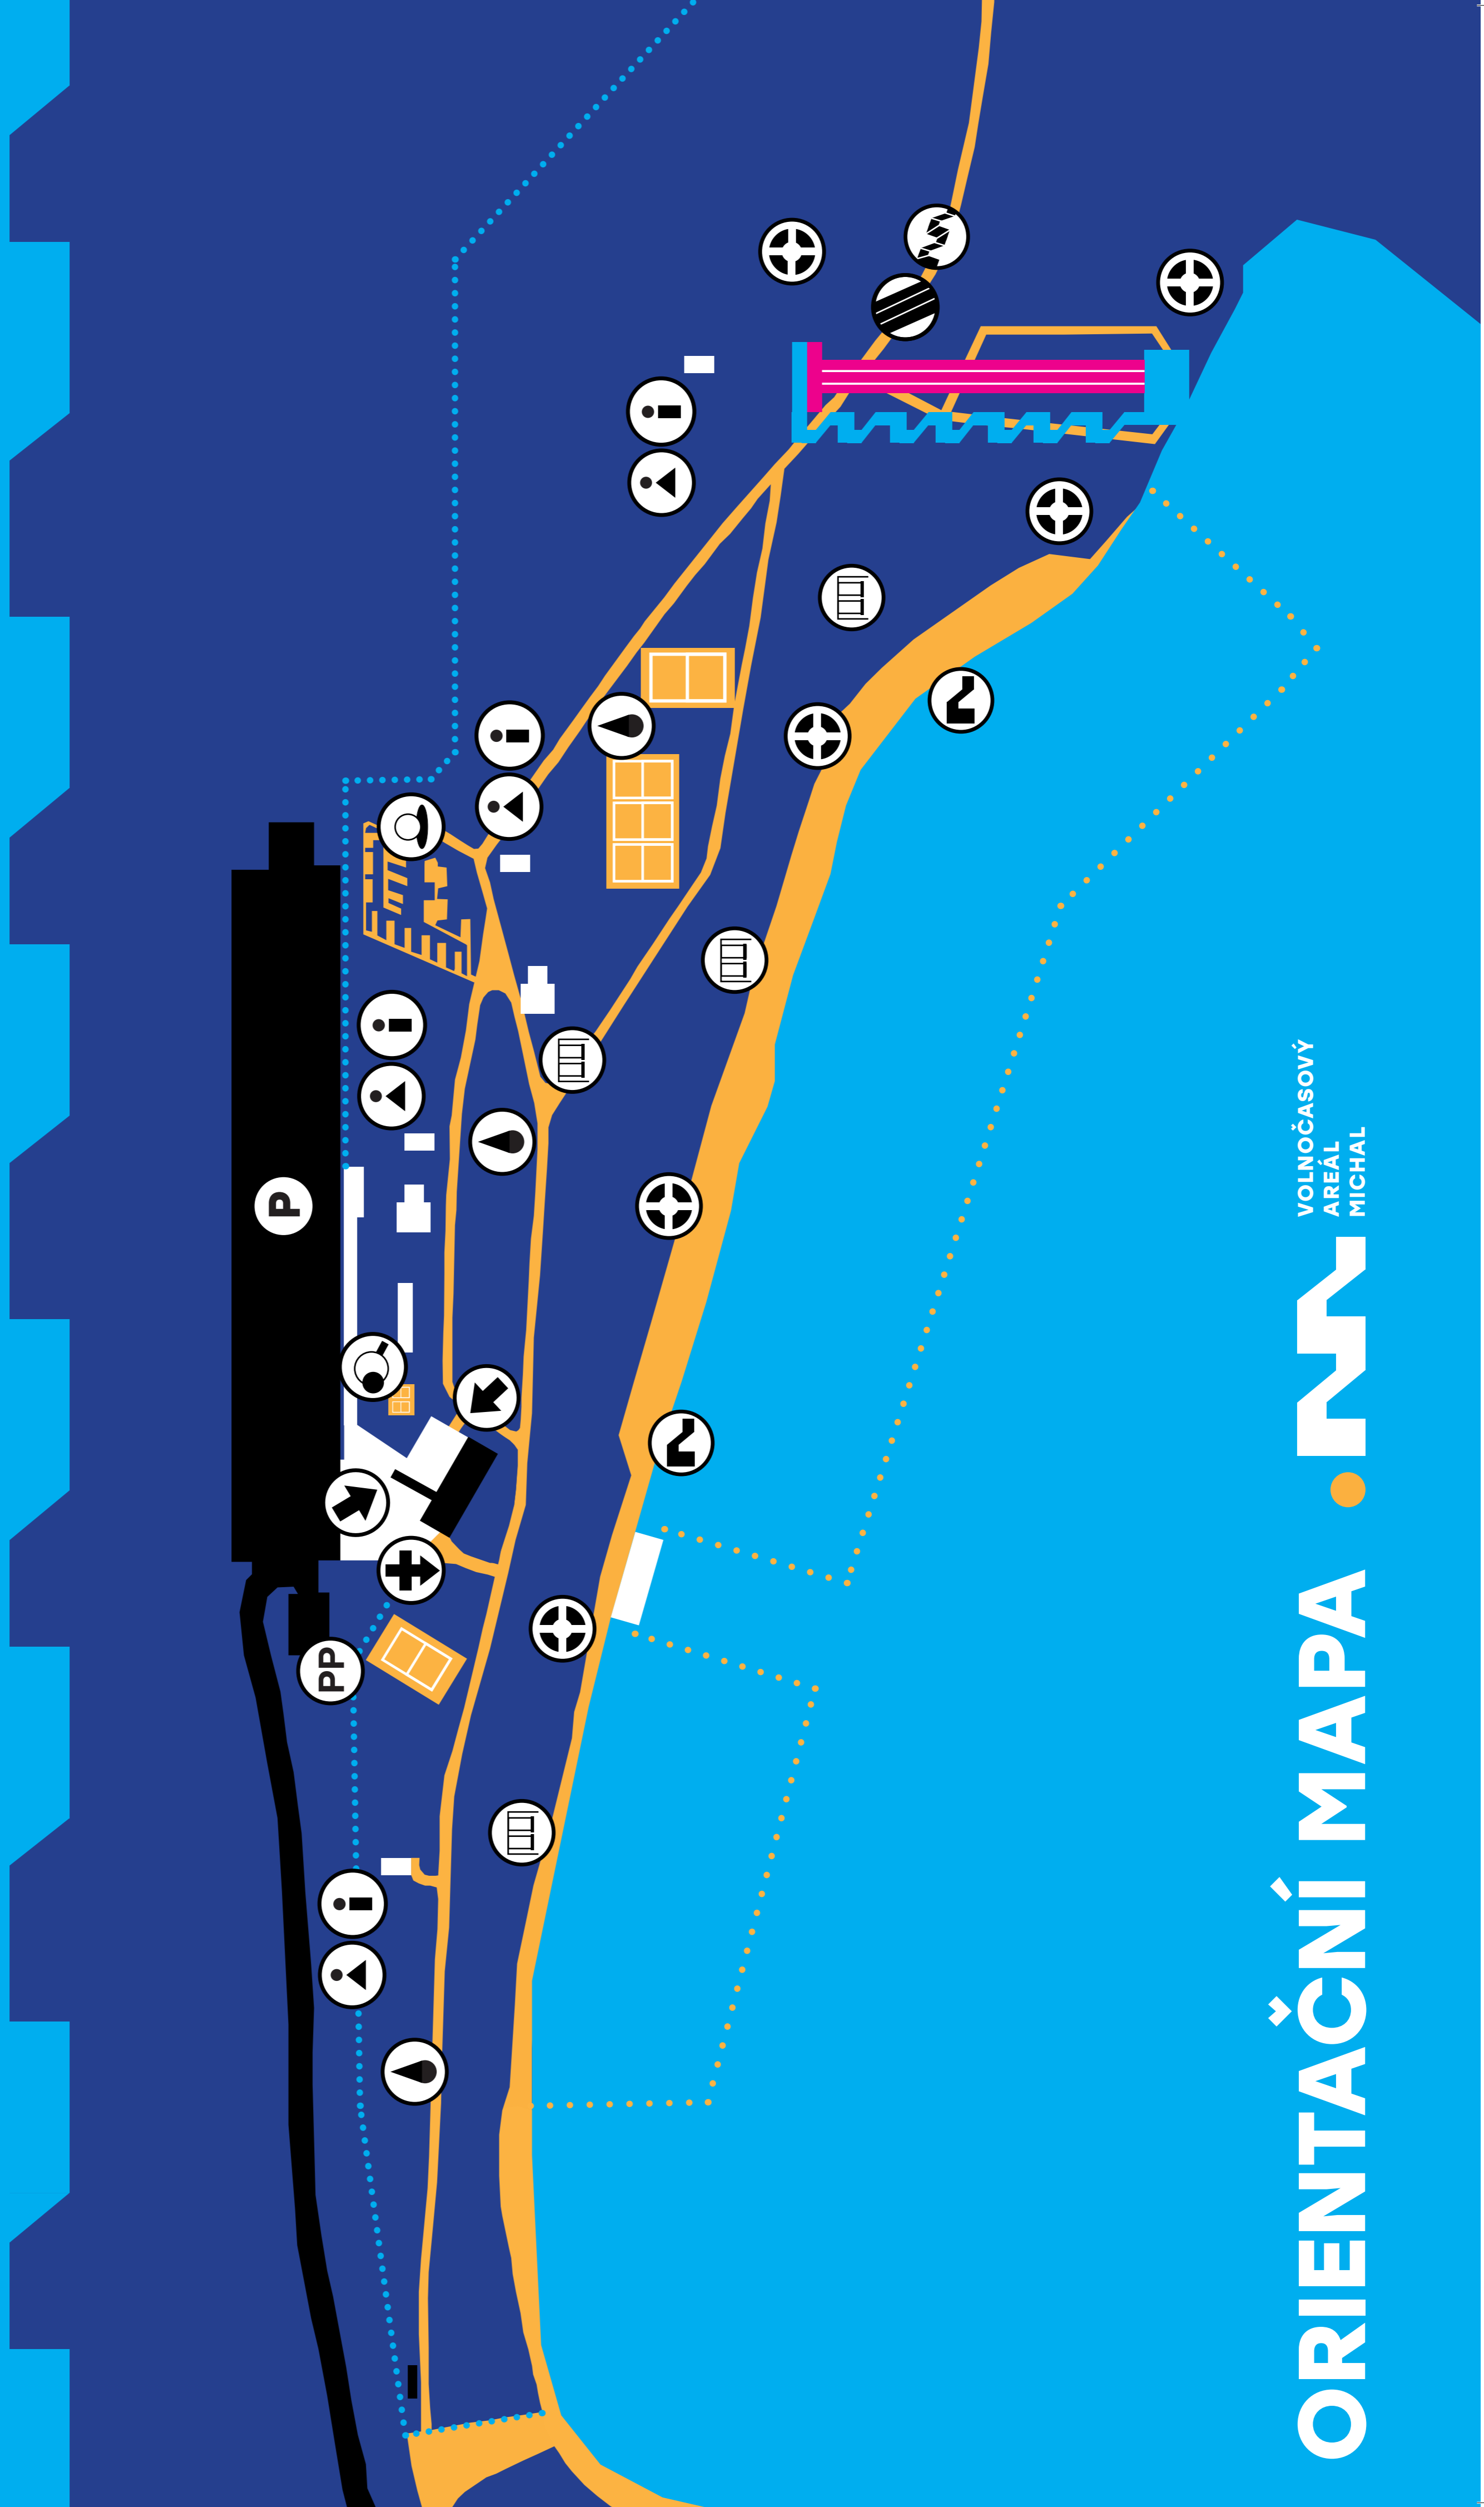 ORIENTAČNÍ MAPA
VOLNOČASOVÝ
AREÁL
MICHAL
P
PP